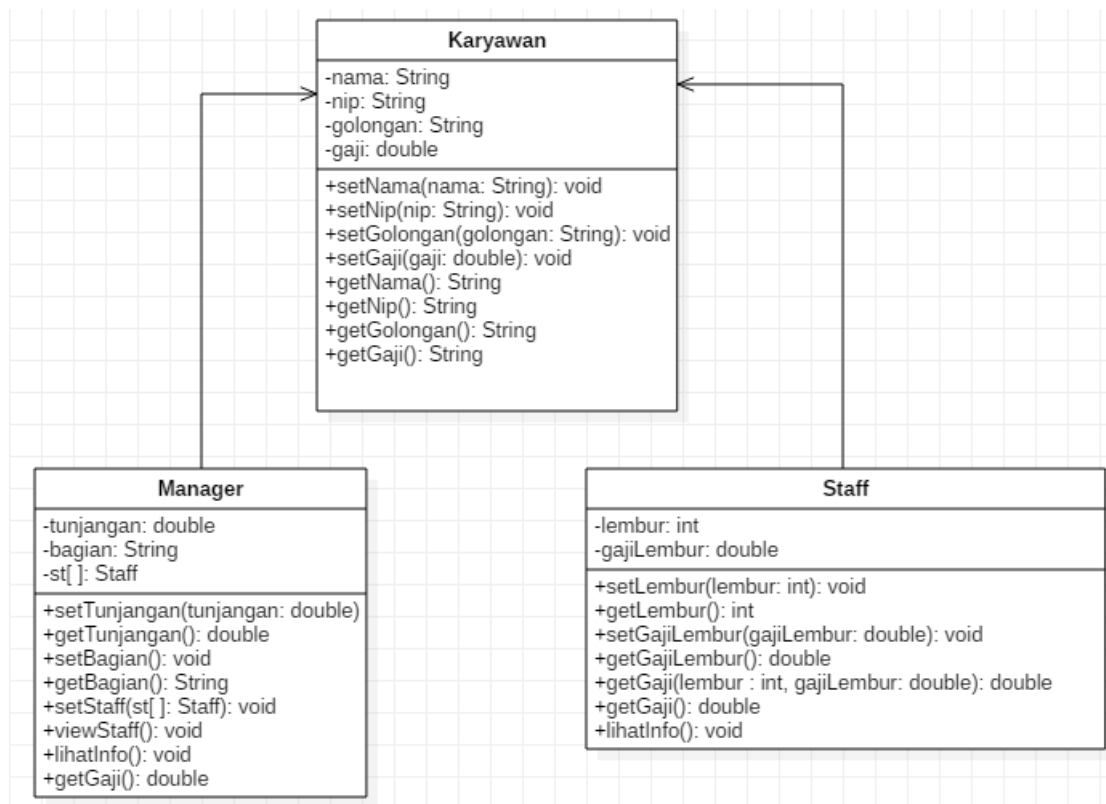 Karyawan
-nama: String
-nip: String
-golongan: String
-gaji: double
+setNama(nama: String): void
+setNip(nip: String): void
+setGolongan(golongan: String): void
+setGaji(gaji: double): void
+getNama(): String
+getNip(): String
+getGolongan(): String
+getGaji(): String
Manager
-tunjangan: double
-bagian: String
-st[ ]: Staff
+setTunjangan(tunjangan: double)
+getTunjangan(): double
+setBagian(): void
+getBagian(): String
+setStaff(st[ ]: Staff): void
+viewStaff(): void
+lihatInfo(): void
+getGaji(): double
Staff
-lembur: int
-gajiLembur: double
+setLembur(lembur: int): void
+getLembur(): int
+setGajiLembur(gajiLembur: double): void
+getGajiLembur(): double
+getGaji(lembur : int, gajiLembur: double): double
+getGaji(): double
+lihatInfo(): void